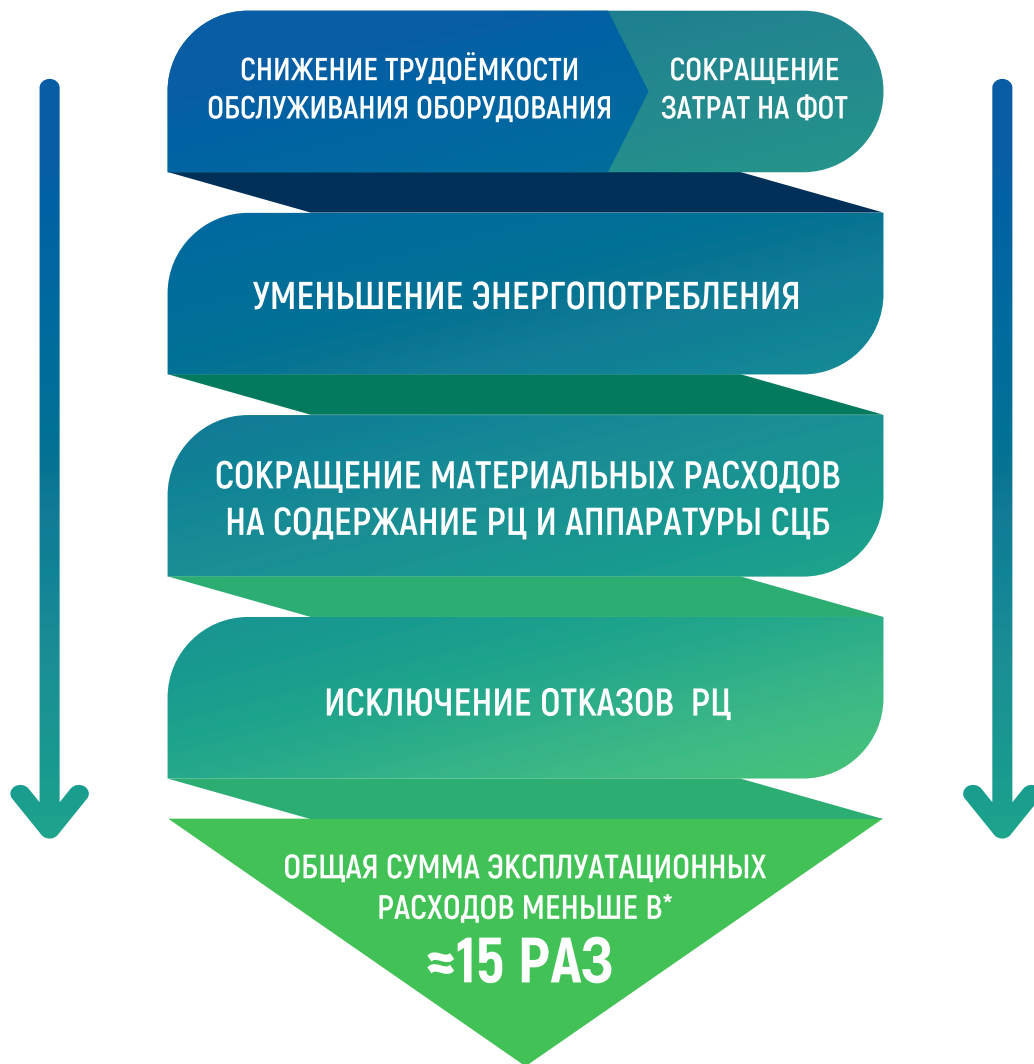 СНИЖЕНИЕ ТРУДОЁМКОСТИ
ОБСЛУЖИВАНИЯ ОБОРУДОВАНИЯ
СОКРАЩЕНИЕ
ЗАТРАТ НА ФОТ
УМЕНЬШЕНИЕ ЭНЕРГОПОТРЕБЛЕНИЯ
СОКРАЩЕНИЕ МАТЕРИАЛЬНЫХ РАСХОДОВ
НА СОДЕРЖАНИЕ РЦ И АППАРАТУРЫ СЦБ
ИСКЛЮЧЕНИЕ ОТКАЗОВ РЦ
ОБЩАЯ СУММА ЭКСПЛУАТАЦИОННЫХ
РАСХОДОВ МЕНЬШЕ В*
≈15 РАЗ